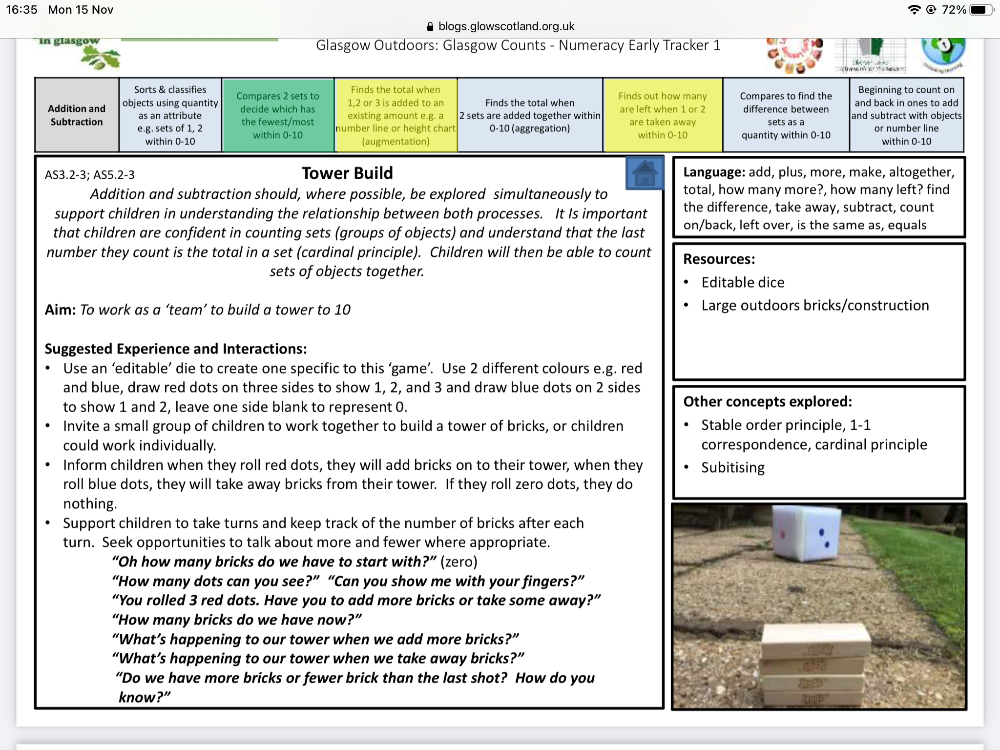 16:35 Mon 15 Nov
72%
blogs.glowscotland.org.uk
in glasgow
Glasgow Outdoors: Glasgow Counts - Numeracy Early Tracker 1
Addition and
Subtraction
Sorts & classifies
objects using quantity
as an attribute
e.g. sets of 1, 2
within 0-10
Compares 2 sets to
decide which has
the fewest/most
within 0-10
Finds the total when
1,2 or 3 is added to an
existing amount e.g. a
number line or height chart
(augmentation)
Finds the total when
2 sets are added together within
0-10 (aggregation)
Finds out how many
are left when 1 or 2
are taken away
within 0-10
Compares to find the
difference between
sets as a
quantity within 0-10
Beginning to count on
and back in ones to add
and subtract with objects
or number line
within 0-10
AS3.2-3; AS5.2-3
Tower Build
Addition and subtraction should, where possible, be explored simultaneously to
support children in understanding the relationship between both processes. It Is important
that children are confident in counting sets (groups of objects) and understand that the last
number they count is the total in a set (cardinal principle). Children will then be able to count
sets of objects together.
Aim: To work as a ‘team’ to build a tower to 10
Suggested Experience and Interactions:
• Use an ‘editable’ die to create one specific to this ‘game’. Use 2 different colours e.g. red
and blue, draw red dots on three sides to show 1, 2, and 3 and draw blue dots on 2 sides
to show 1 and 2, leave one side blank to represent 0.
• Invite a small group of children to work together to build a tower of bricks, or children
could work individually.
• Inform children when they roll red dots, they will add bricks on to their tower, when they
roll blue dots, they will take away bricks from their tower. If they roll zero dots, they do
nothing.
• Support children to take turns and keep track of the number of bricks after each
turn. Seek opportunities to talk about more and fewer where appropriate.
“Oh how many bricks do we have to start with?” (zero)
“How many dots can you see?” “Can you show me with your fingers?”
“You rolled 3 red dots. Have you to add more bricks or take some away?”
“How many bricks do we have now?”
“What’s happening to our tower when we add more bricks?”
“What’s happening to our tower when we take away bricks?”
“Do we have more bricks or fewer brick than the last shot? How do you
know?”
Language: add, plus, more, make, altogether,
total, how many more?, how many left? find
the difference, take away, subtract, count
on/back, left over, is the same as, equals
Resources:
• Editable dice
• Large outdoors bricks/construction
Other concepts explored:
• Stable order principle, 1-1
correspondence, cardinal principle
• Subitising